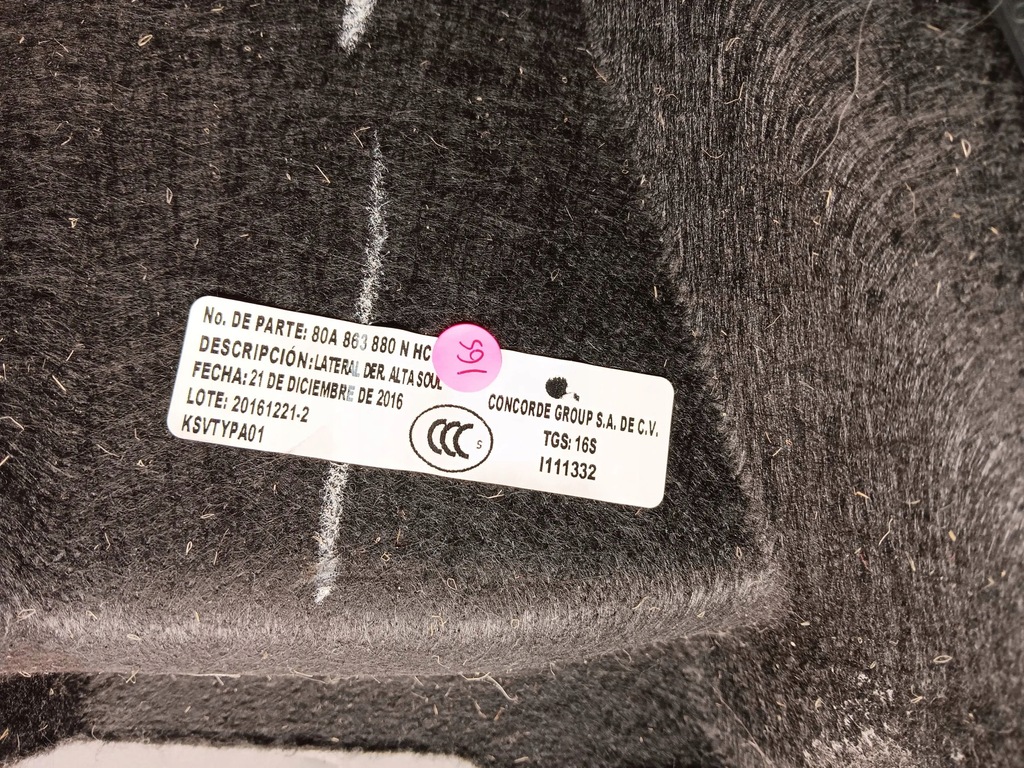 No. DE PARTE: 80A 863 880 N HC
DESCRIPCIÓN: LATERAL DER. ALTA SOUL
FECHA: 21 DE DICIEMBRE DE 2016
LOTE: 20161221-2
KSVTYPA01
16S
CCC S
CONCORDE GROUP S.A. DE C.V.
TGS: 16S
I111332